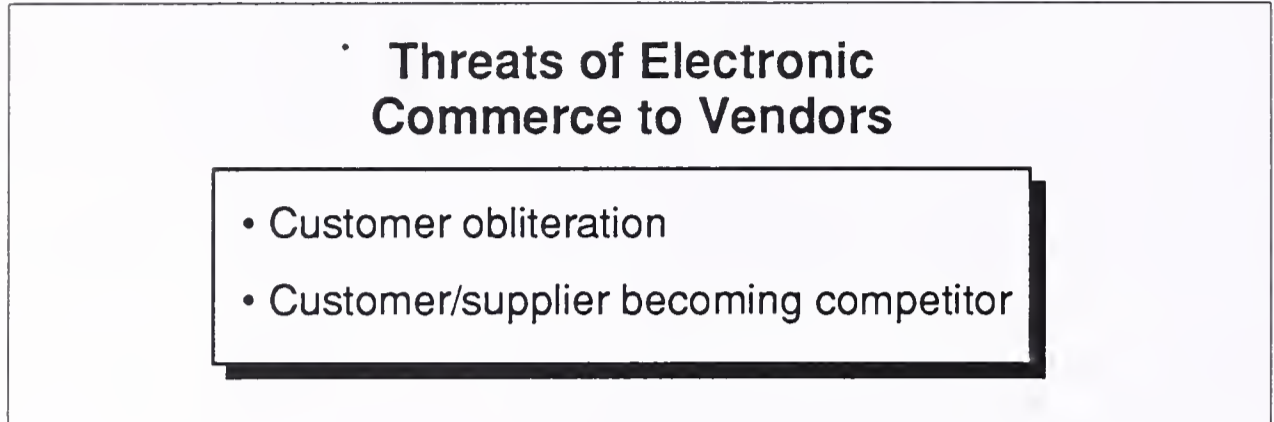 Threats of Electronic
Commerce to Vendors
• Customer obliteration
• Customer/supplier becoming competitor